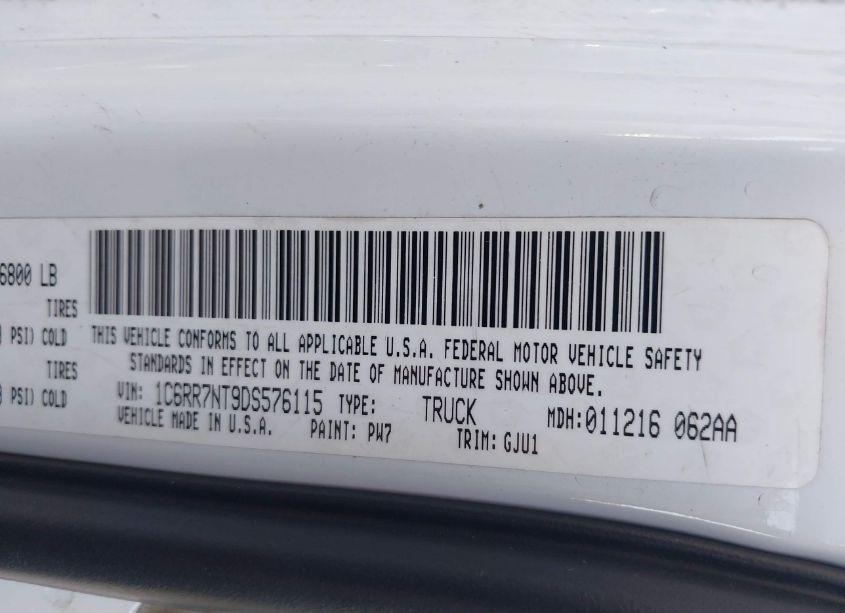 6800 LB
TIRES
PSI) COLD
TIRES
PSI) COLD
THIS VEHICLE CONFORMS TO ALL APPLICABLE U.S.A. FEDERAL MOTOR VEHICLE SAFETY
STANDARDS IN EFFECT ON THE DATE OF MANUFACTURE SHOWN ABOVE.
VIN: 1C6RR7NT9DS576115 TYPE: TRUCK MDH:011216 062AA
VEHICLE MADE IN U.S.A. PAINT: PW7 TRIM: GJU1